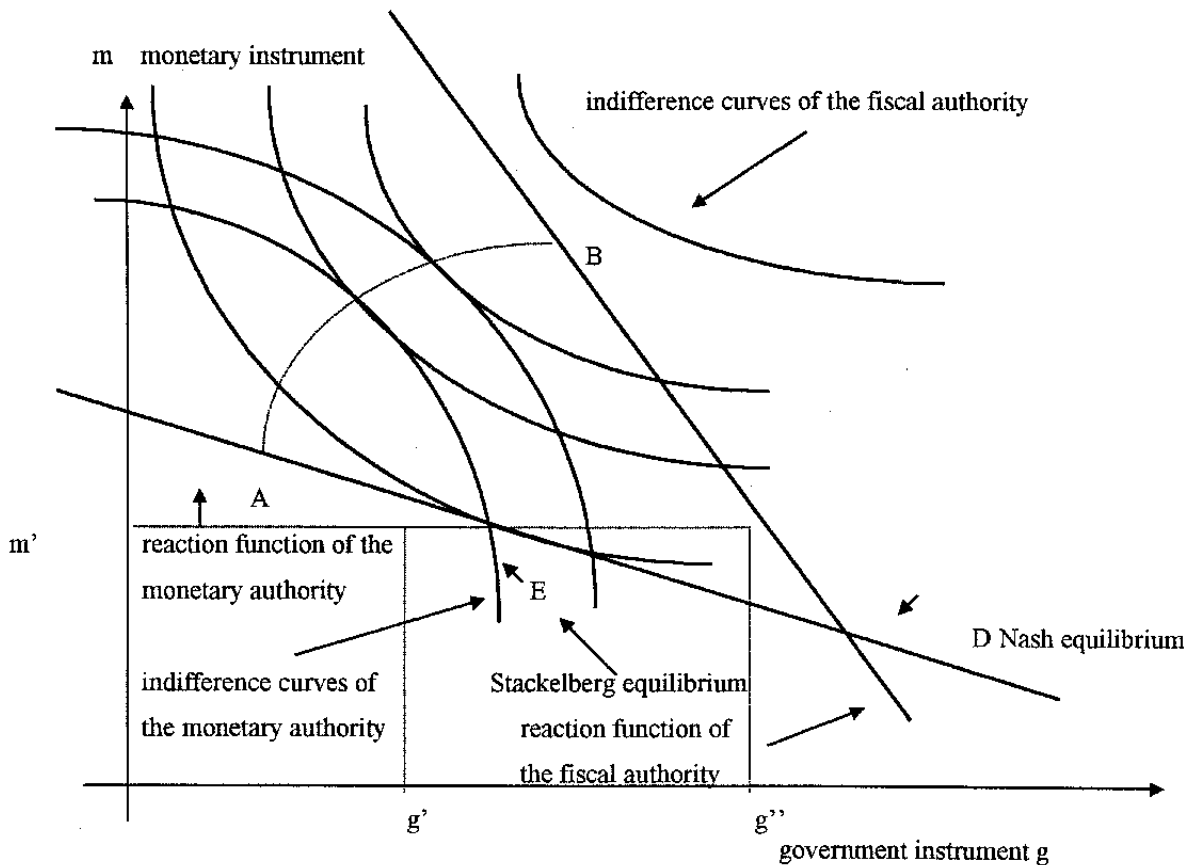 m monetary instrument
indifference curves of the fiscal authority
B
A
m’
reaction function of the
monetary authority
E
D Nash equilibrium
indifference curves of
the monetary authority
Stackelberg equilibrium
reaction function of
the fiscal authority
g’
g’’
government instrument g